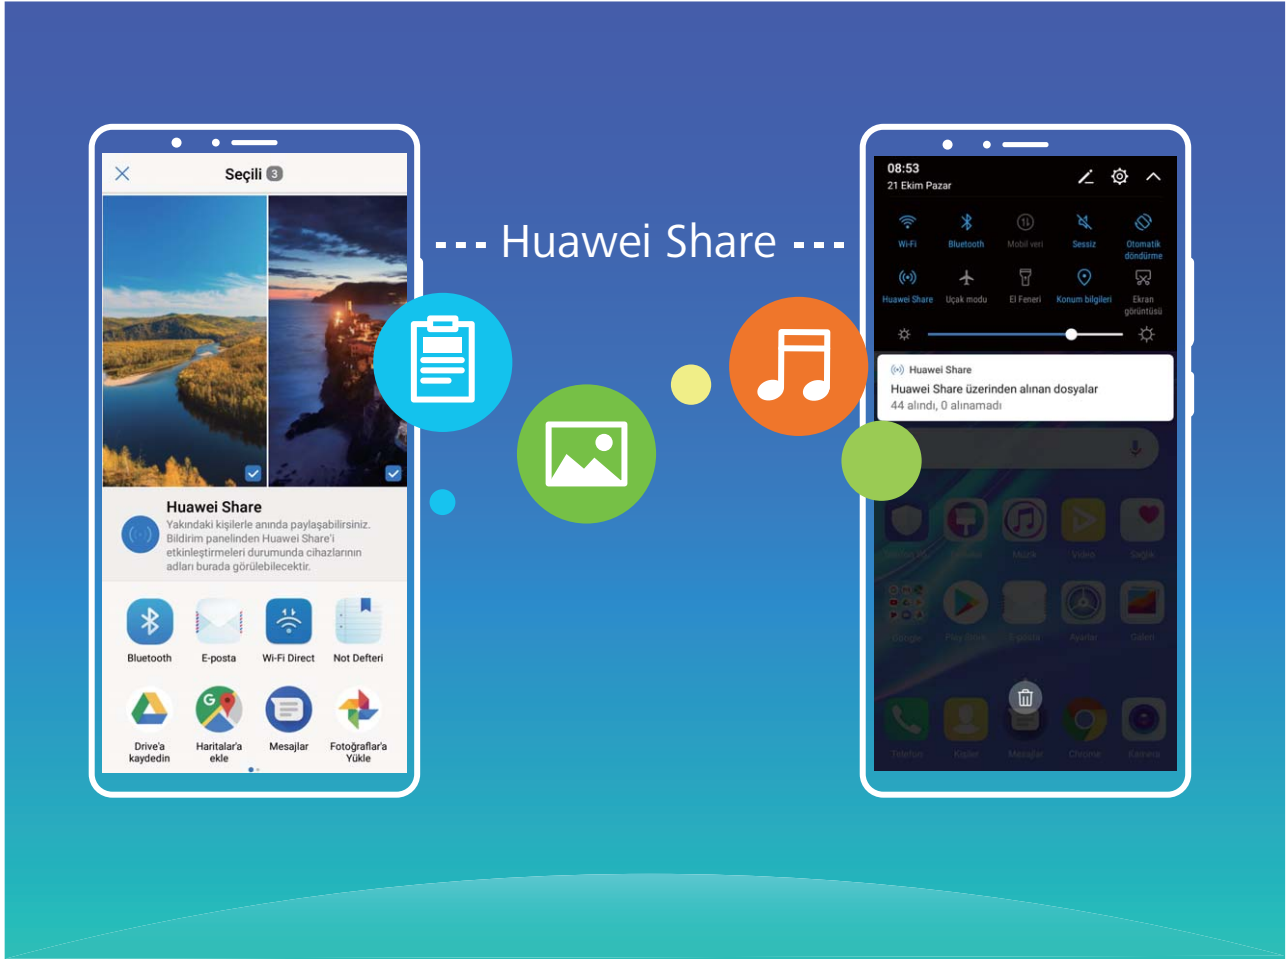 Seçili 3
Huawei Share
Yakındaki kişilerle anında paylaşabilirsiniz.
Bildirim panelinden Huawei Share'i
etkinleştirmeleri durumunda cihazlarının
adları burada görülebilecektir.
Bluetooth
E-posta
Wi-Fi Direct
Not Defteri
Drive'a
kaydedin
Haritalar'a
ekle
Mesajlar
Fotoğraflar'a
Yükle
Huawei Share
08:53
21 Ekim Pazar
Wi-Fi
Bluetooth
Mobil veri
Sessiz
Otomatik
döndürme
Huawei Share
Uçak modu
El Feneri
Konum bilgileri
Ekran
görüntüsü
Huawei Share
Huawei Share üzerinden alınan dosyalar
44 alındı, 0 alınamadı
Müzik
Video
Sağlık
Google
E-posta
Ayarlar
Galeri
Telefon
Kişiler
Mesajlar
Chrome
Kamera